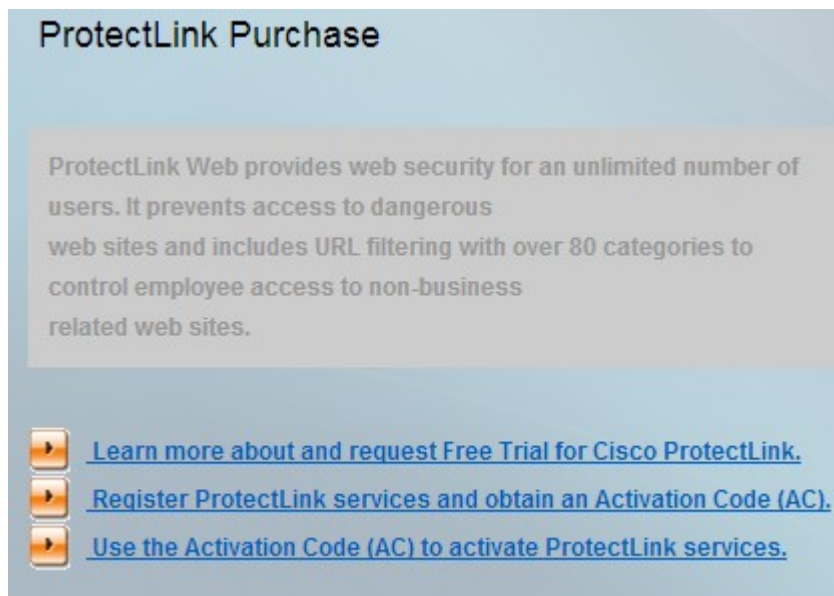 ProtectLink Purchase
ProtectLink Web provides web security for an unlimited number of
users. It prevents access to dangerous
web sites and includes URL filtering with over 80 categories to
control employee access to non-business
related web sites.
Learn more about and request Free Trial for Cisco ProtectLink.
Register ProtectLink services and obtain an Activation Code (AC).
Use the Activation Code (AC) to activate ProtectLink services.